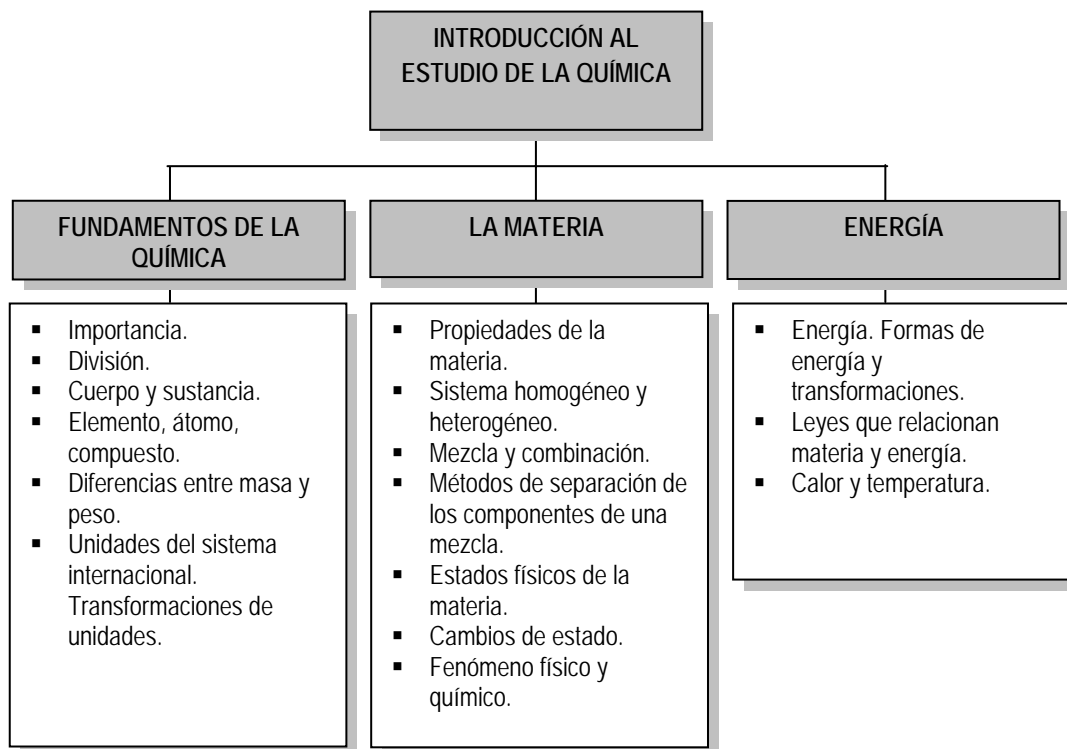 INTRODUCCIÓN AL
ESTUDIO DE LA QUÍMICA
FUNDAMENTOS DE LA
QUÍMICA
▪ Importancia.
▪ División.
▪ Cuerpo y sustancia.
▪ Elemento, átomo,
compuesto.
▪ Diferencias entre masa y
peso.
▪ Unidades del sistema
internacional.
Transformaciones de
unidades.
LA MATERIA
▪ Propiedades de la
materia.
▪ Sistema homogéneo y
heterogéneo.
▪ Mezcla y combinación.
▪ Métodos de separación de
los componentes de una
mezcla.
▪ Estados físicos de la
materia.
▪ Cambios de estado.
▪ Fenómeno físico y
químico.
ENERGÍA
▪ Energía. Formas de
energía y
transformaciones.
▪ Leyes que relacionan
materia y energía.
▪ Calor y temperatura.